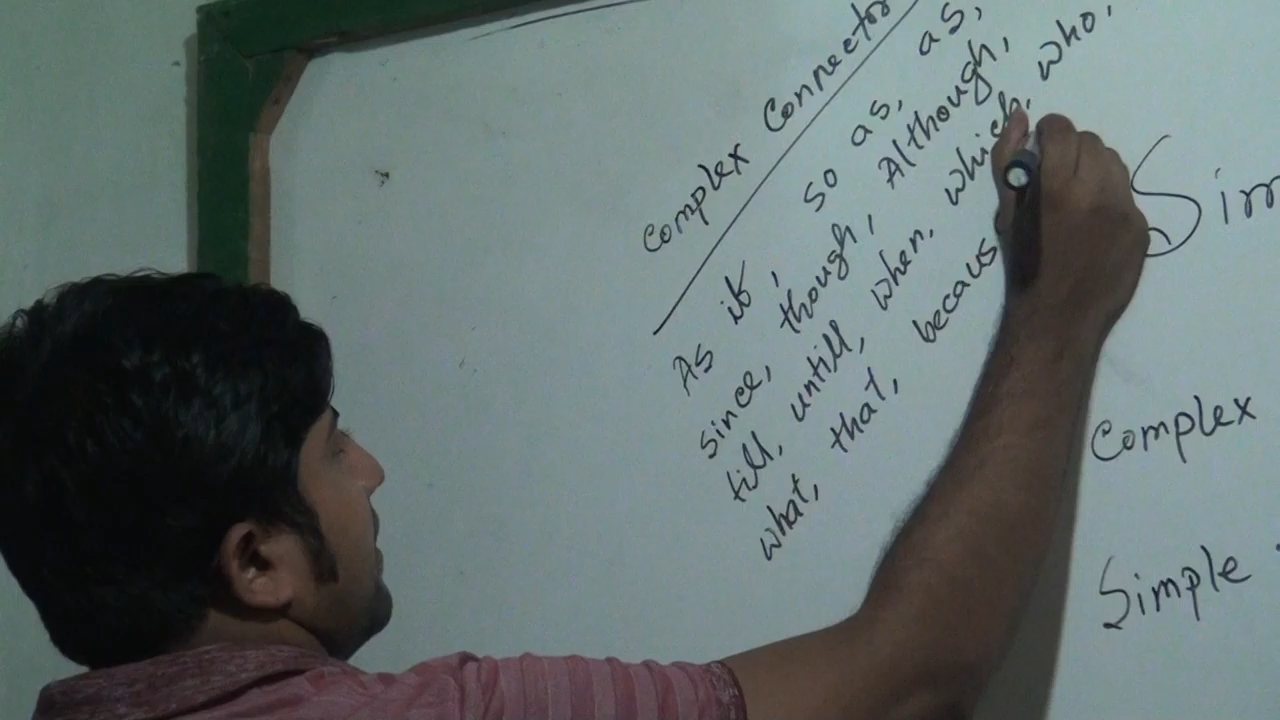 Complex Connector
As if, so as, as,
since, though, Although,
till, untill, when, which, who,
what, that, becaus
Sim
Complex
Simple